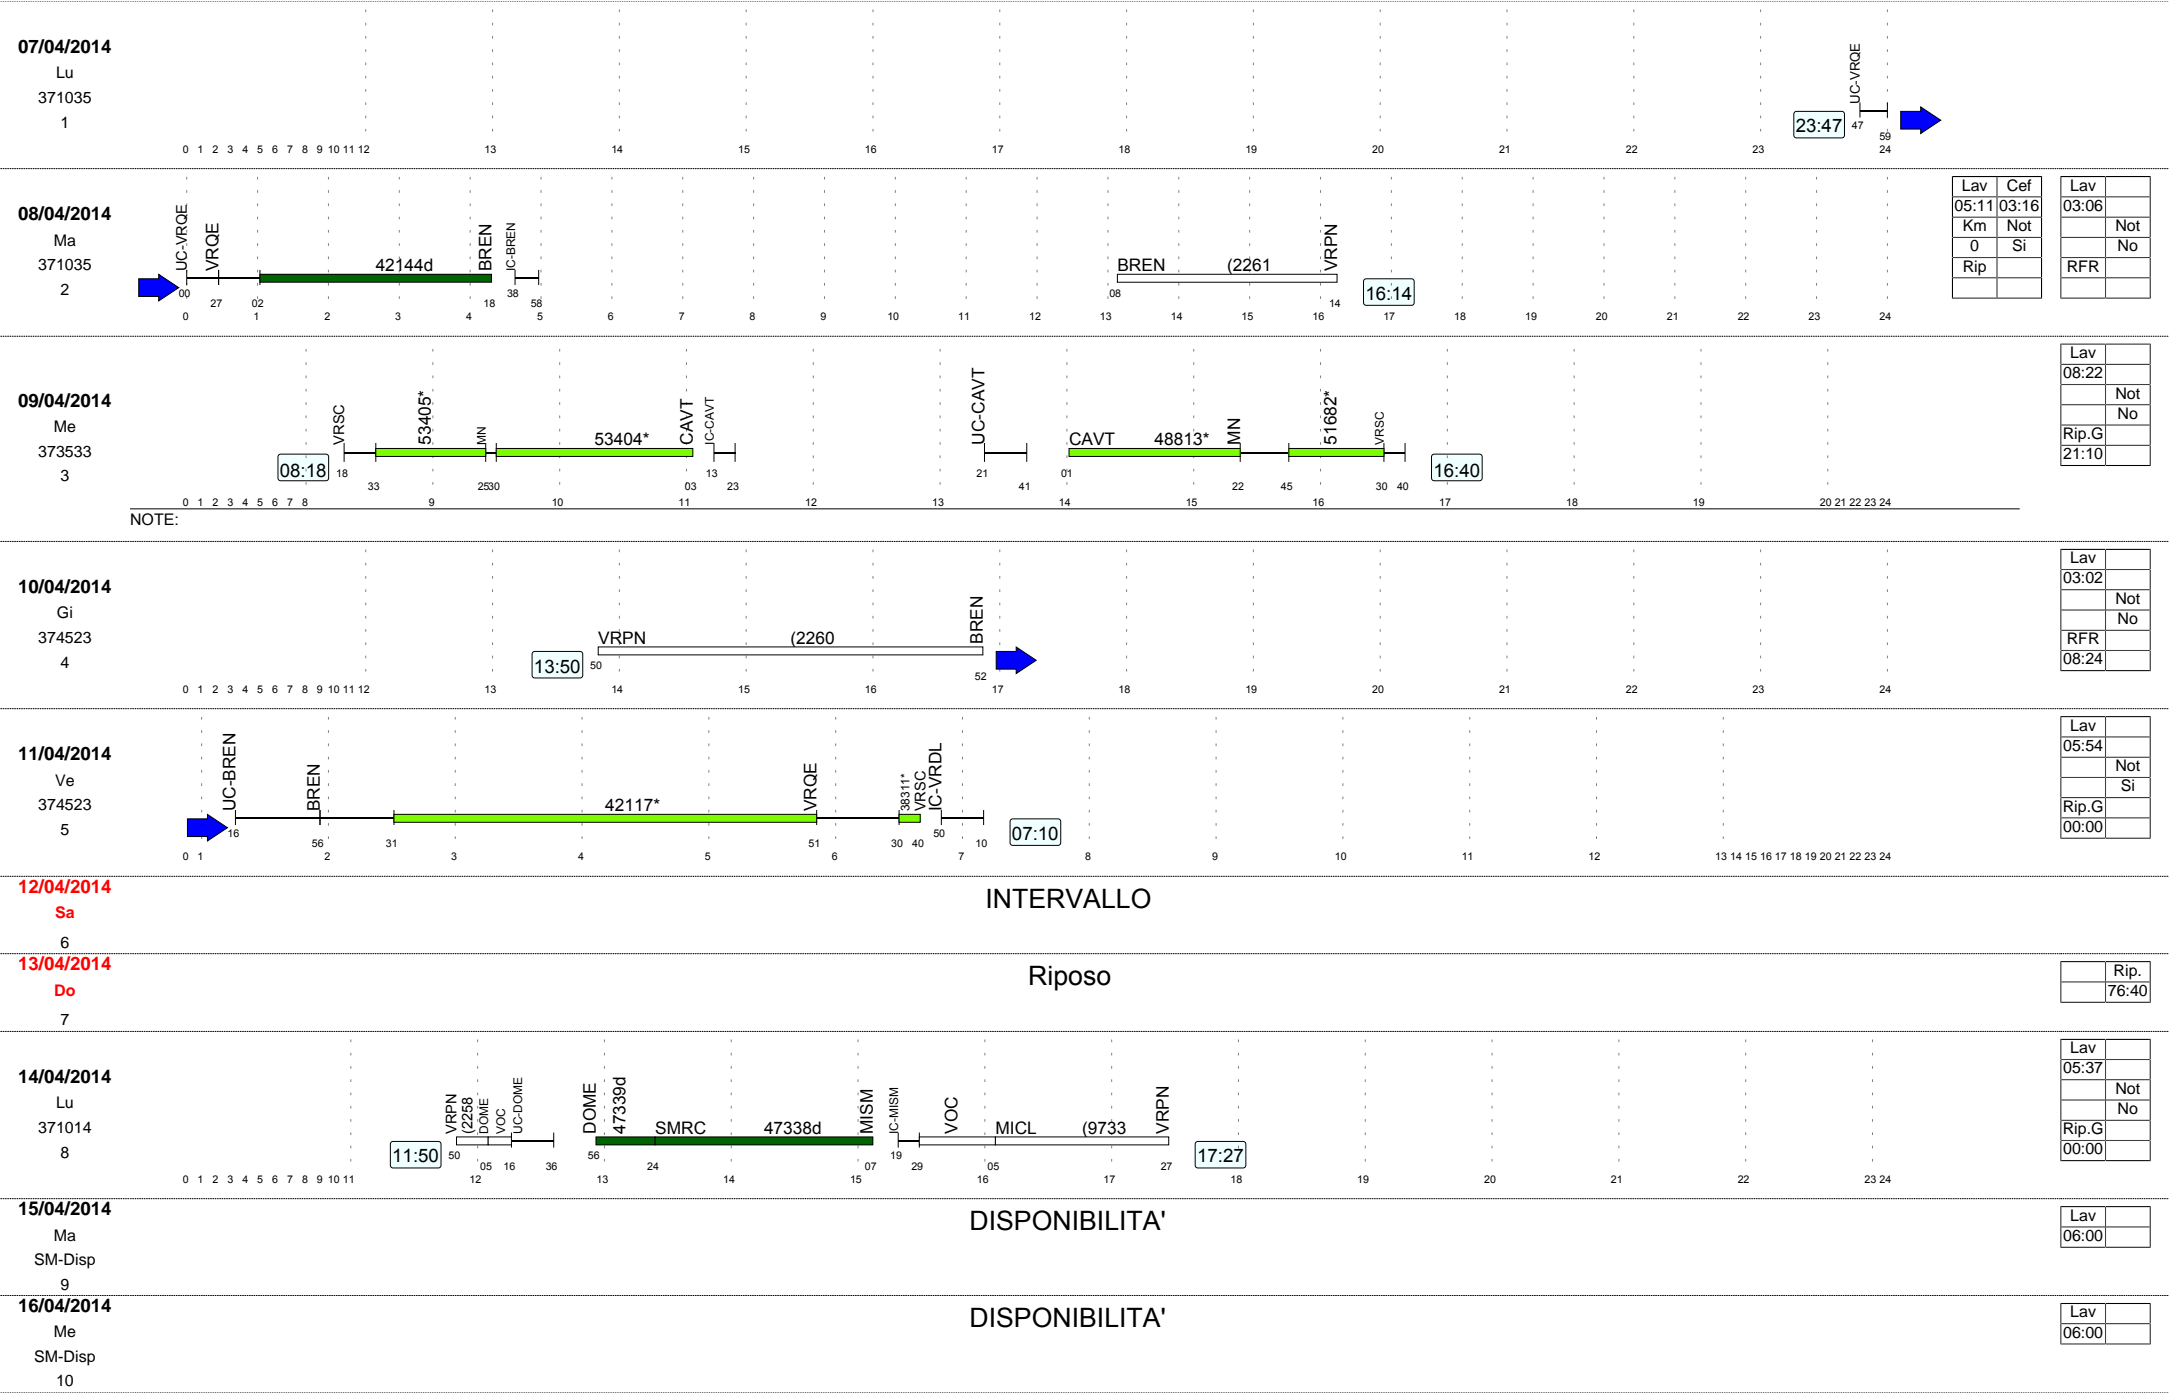 07/04/2014
Lu
371035
1
UC-VRQE
23:47
47
59
0 1 2 3 4 5 6 7 8 9 10 11 12 13 14 15 16 17 18 19 20 21 22 23 24
08/04/2014
Ma
371035
2
UC-VRQE
VRQE
42144d
BREN
IC-BREN
BREN (2261 VRPN
00 27 02 18 38 58 08 14
16:14
0 1 2 3 4 5 6 7 8 9 10 11 12 13 14 15 16 17 18 19 20 21 22 23 24
Lav Cef
05:11 03:16
Km Not
0 Si
Rip
Lav
03:06
Not
No
RFR
09/04/2014
Me
373533
3
08:18
VRSC
53405*
MN
53404*
CAVT
IC-CAVT
UC-CAVT
CAVT 48813* MN
51682*
VRSC
18 33 25 30 03 13 23 21 41 01 22 45 30 40
16:40
0 1 2 3 4 5 6 7 8 9 10 11 12 13 14 15 16 17 18 19 20 21 22 23 24
NOTE:
Lav
08:22
Not
No
Rip.G
21:10
10/04/2014
Gi
374523
4
13:50
VRPN (2260 BREN
50 52
0 1 2 3 4 5 6 7 8 9 10 11 12 13 14 15 16 17 18 19 20 21 22 23 24
Lav
03:02
Not
No
RFR
08:24
11/04/2014
Ve
374523
5
UC-BREN
BREN
42117*
VRQE
38311*
VRSC
IC-VRDL
16 56 31 51 30 40 50 10
07:10
0 1 2 3 4 5 6 7 8 9 10 11 12 13 14 15 16 17 18 19 20 21 22 23 24
Lav
05:54
Not
Si
Rip.G
00:00
12/04/2014
Sa
6
INTERVALLO
13/04/2014
Do
7
Riposo
Rip.
76:40
14/04/2014
Lu
371014
8
11:50
VRPN
(2258
DOME
VOC
UC-DOME
DOME
47339d
SMRC 47338d MISM
IC-MISM
VOC
MICL (9733 VRPN
50 05 16 36 56 24 07 19 29 05 27
17:27
0 1 2 3 4 5 6 7 8 9 10 11 12 13 14 15 16 17 18 19 20 21 22 23 24
Lav
05:37
Not
No
Rip.G
00:00
15/04/2014
Ma
SM-Disp
9
DISPONIBILITA'
Lav
06:00
16/04/2014
Me
SM-Disp
10
DISPONIBILITA'
Lav
06:00